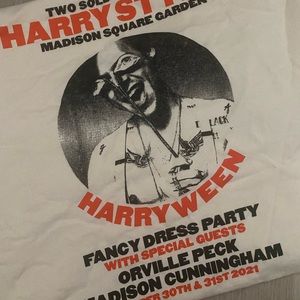 TWO SOLD
HARRY ST
MADISON SQUARE GARDEN
HARRYWEEN
FANCY DRESS PARTY
WITH SPECIAL GUESTS
ORVILLE PECK
MADISON CUNNINGHAM
ER 30TH & 31ST 2021